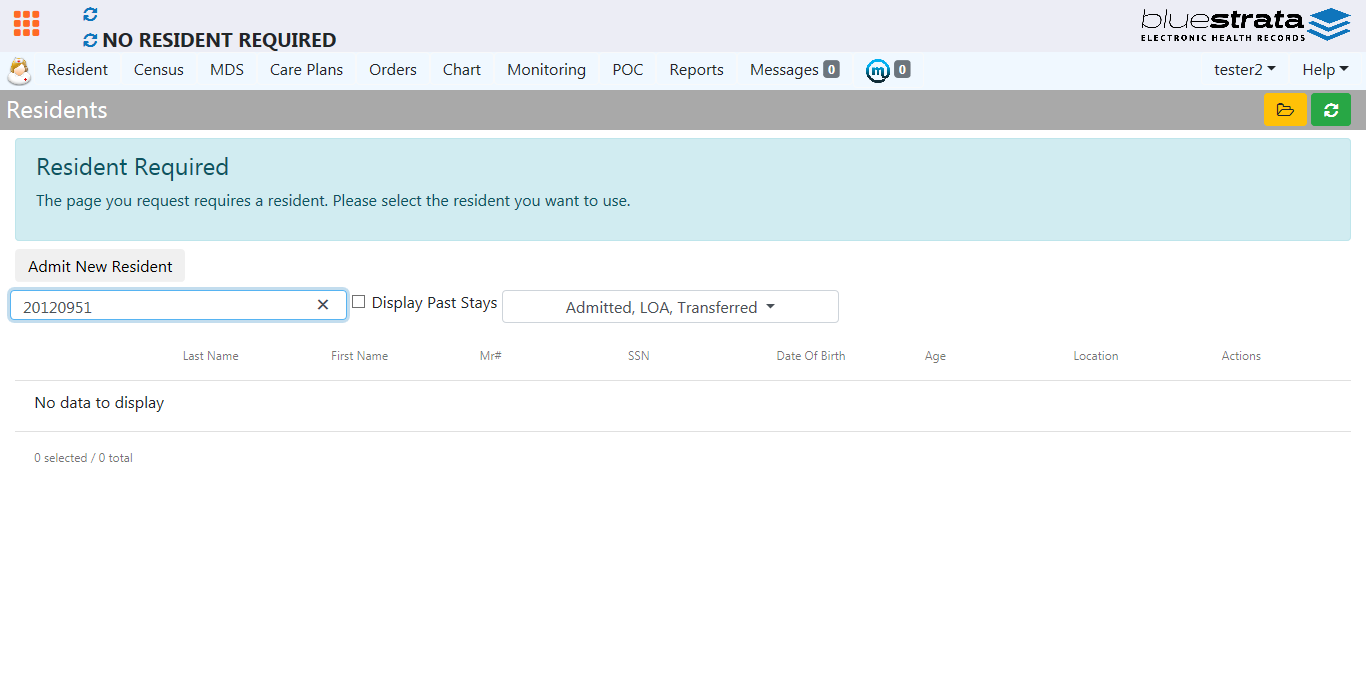 NO RESIDENT REQUIRED
bluestrata
ELECTRONIC HEALTH RECORDS
Resident Census MDS Care Plans Orders Chart Monitoring POC Reports Messages 0 m 0 tester2 Help
Residents
Resident Required
The page you request requires a resident. Please select the resident you want to use.
Admit New Resident
20120951 Display Past Stays Admitted, LOA, Transferred
Last Name First Name Mr# SSN Date Of Birth Age Location Actions
No data to display
0 selected / 0 total